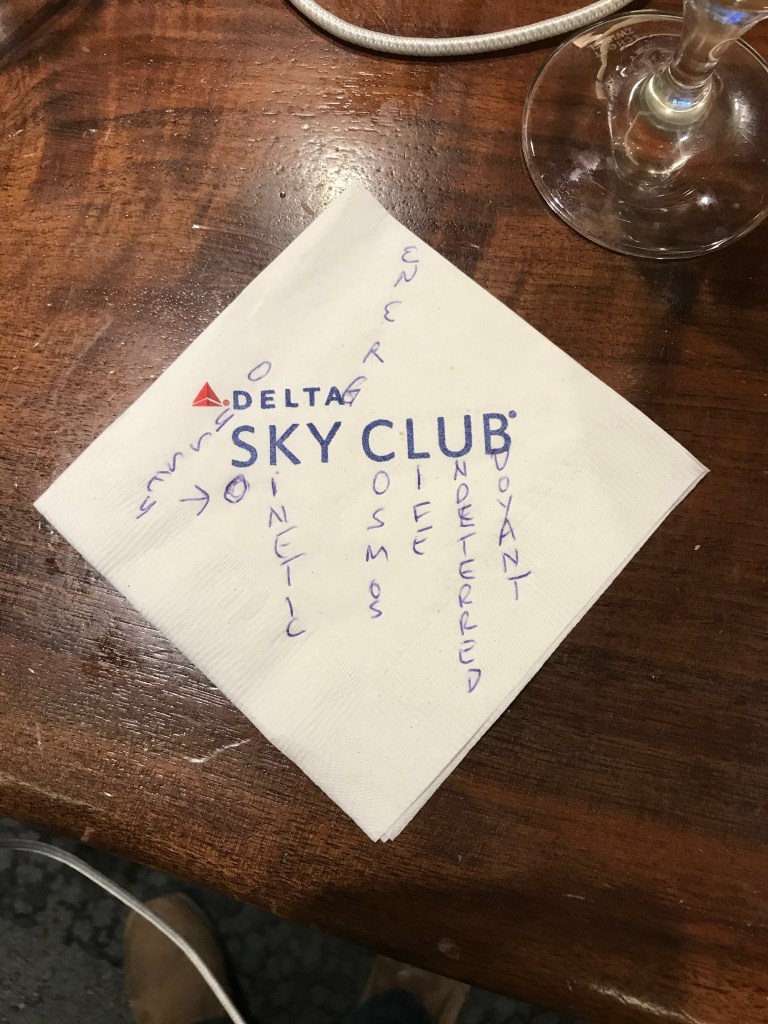 ENERG
O
DELTA
SKY CLUB
iNETIC
OSMOS
IFE
NDETERRED
UOYANT